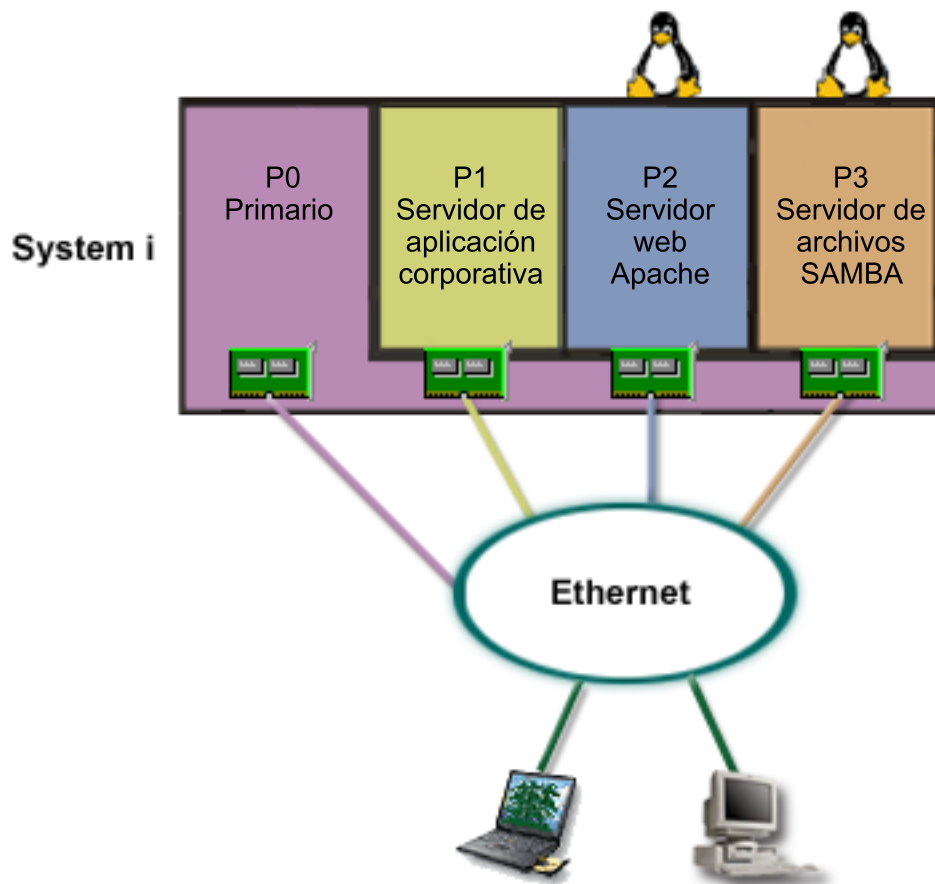 System i
P0
Primario
P1
Servidor de
aplicación
corporativa
P2
Servidor
web
Apache
P3
Servidor de
archivos
SAMBA
Ethernet